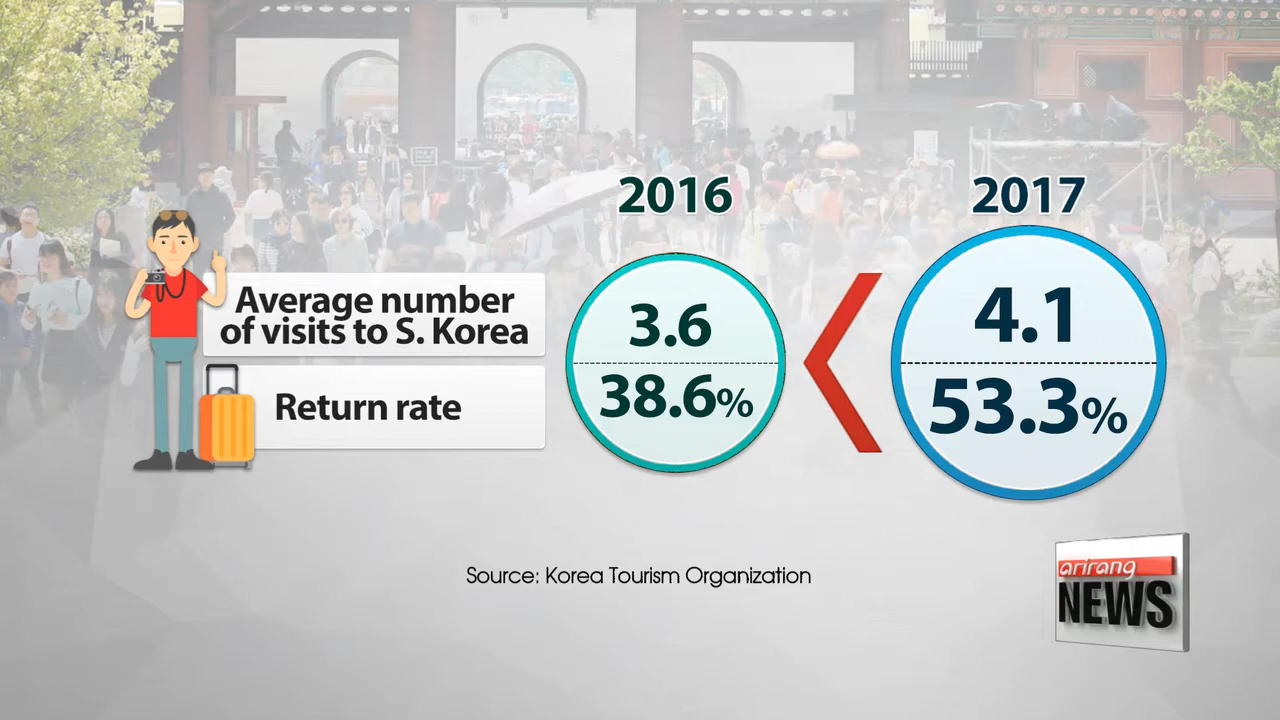 2016
2017
Average number
of visits to S. Korea
3.6
4.1
Return rate
38.6%
53.3%
Source: Korea Tourism Organization
arirang
NEWS